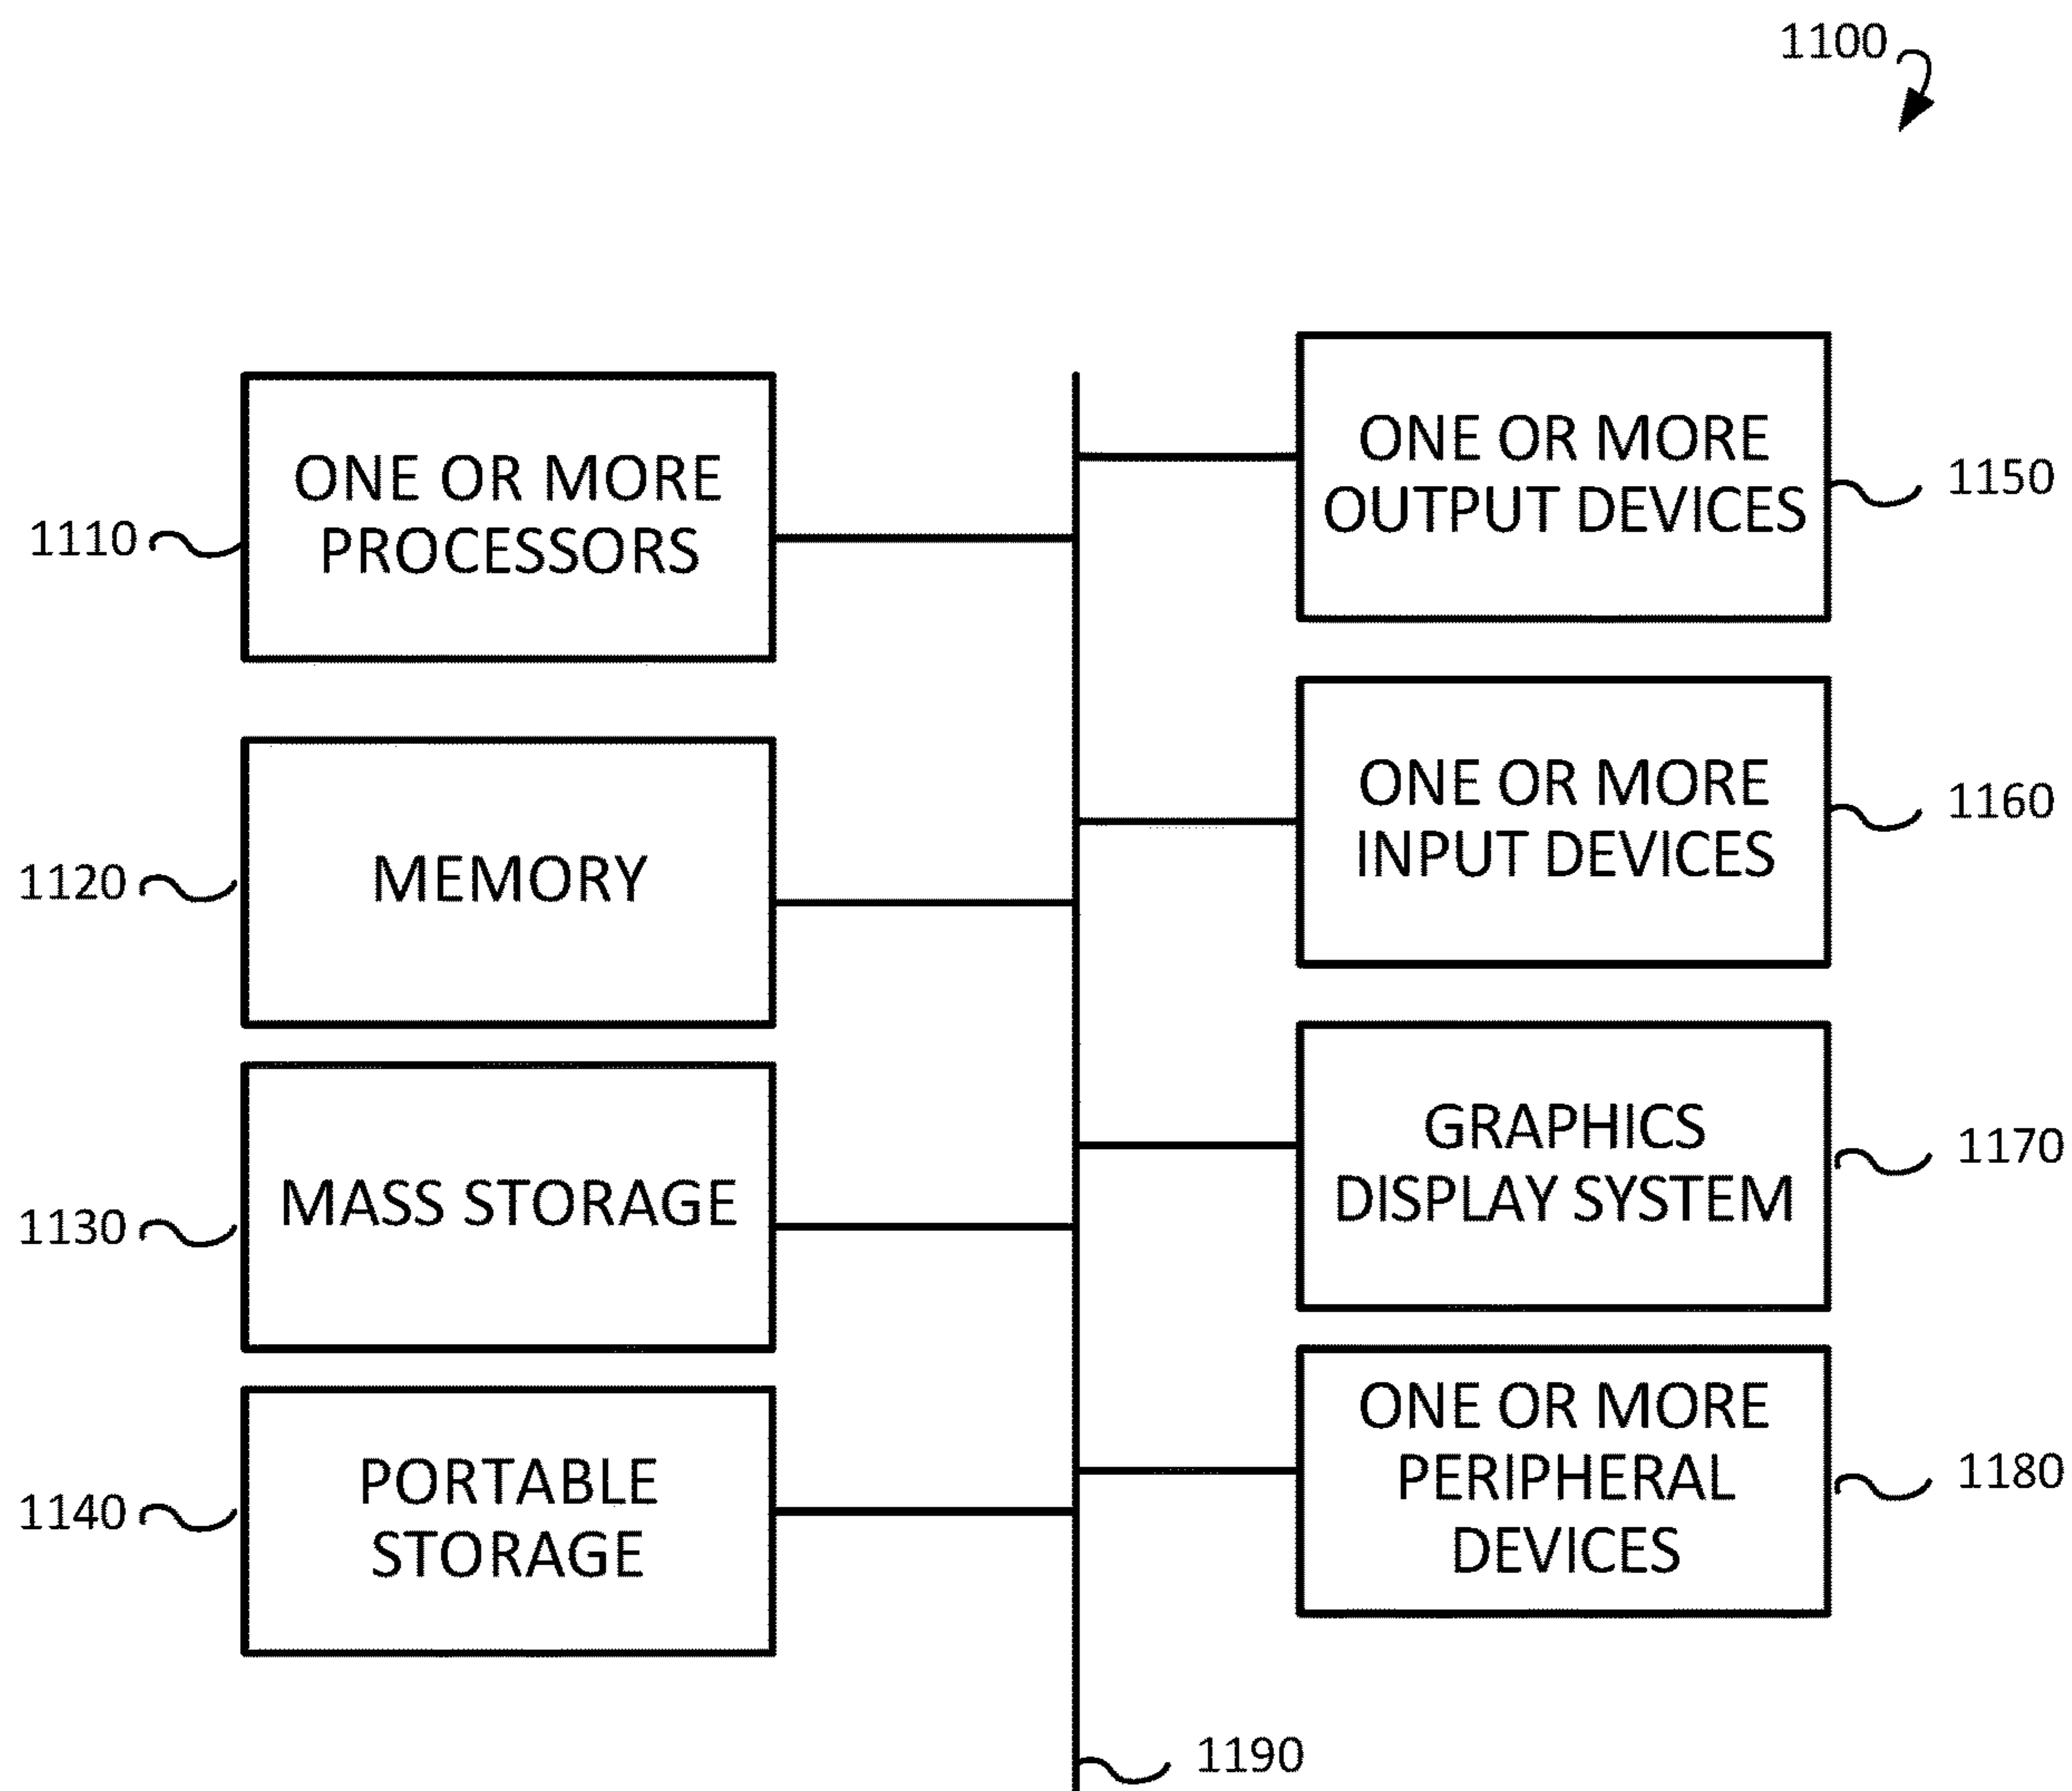 1100
ONE OR MORE
PROCESSORS
1110
MEMORY
1120
MASS STORAGE
1130
PORTABLE
STORAGE
1140
ONE OR MORE
OUTPUT DEVICES
1150
ONE OR MORE
INPUT DEVICES
1160
GRAPHICS
DISPLAY SYSTEM
1170
ONE OR MORE
PERIPHERAL
DEVICES
1180
1190